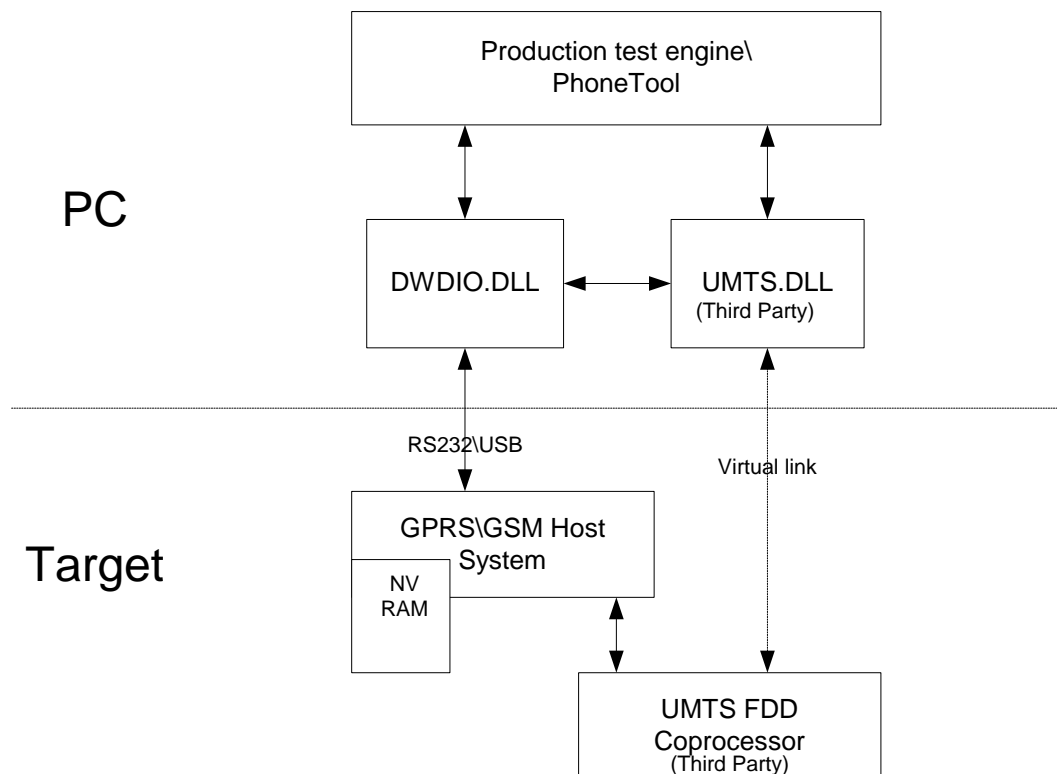 Production test engine\
PhoneTool
PC
DWDIO.DLL
UMTS.DLL
(Third Party)
RS232\USB
Virtual link
GPRS\GSM Host
System
Target
NV
RAM
UMTS FDD
Coprocessor
(Third Party)